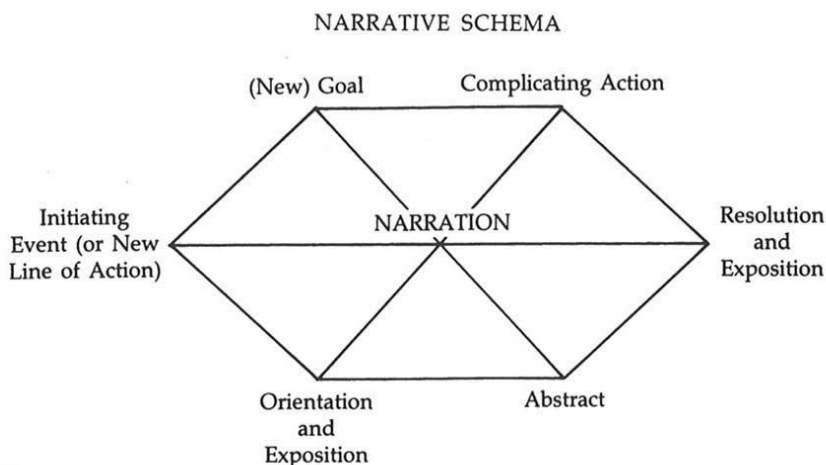 NARRATIVE SCHEMA
(New) Goal
Complicating Action
Initiating
Event (or New
Line of Action)
NARRATION
Resolution
and
Exposition
Orientation
and
Exposition
Abstract